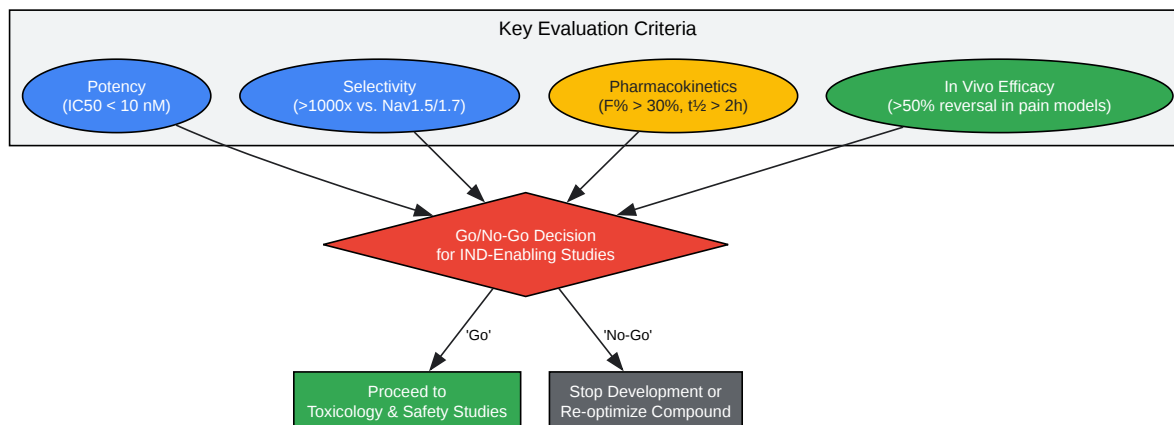 Key Evaluation Criteria
Potency
(IC50 < 10 nM)
Selectivity
(>1000x vs. Nav1.5/1.7)
Pharmacokinetics
(F% > 30%, t½ > 2h)
In Vivo Efficacy
(>50% reversal in pain models)
Go/No-Go Decision
for IND-Enabling Studies
'Go'
'No-Go'
Proceed to
Toxicology & Safety Studies
Stop Development or
Re-optimize Compound